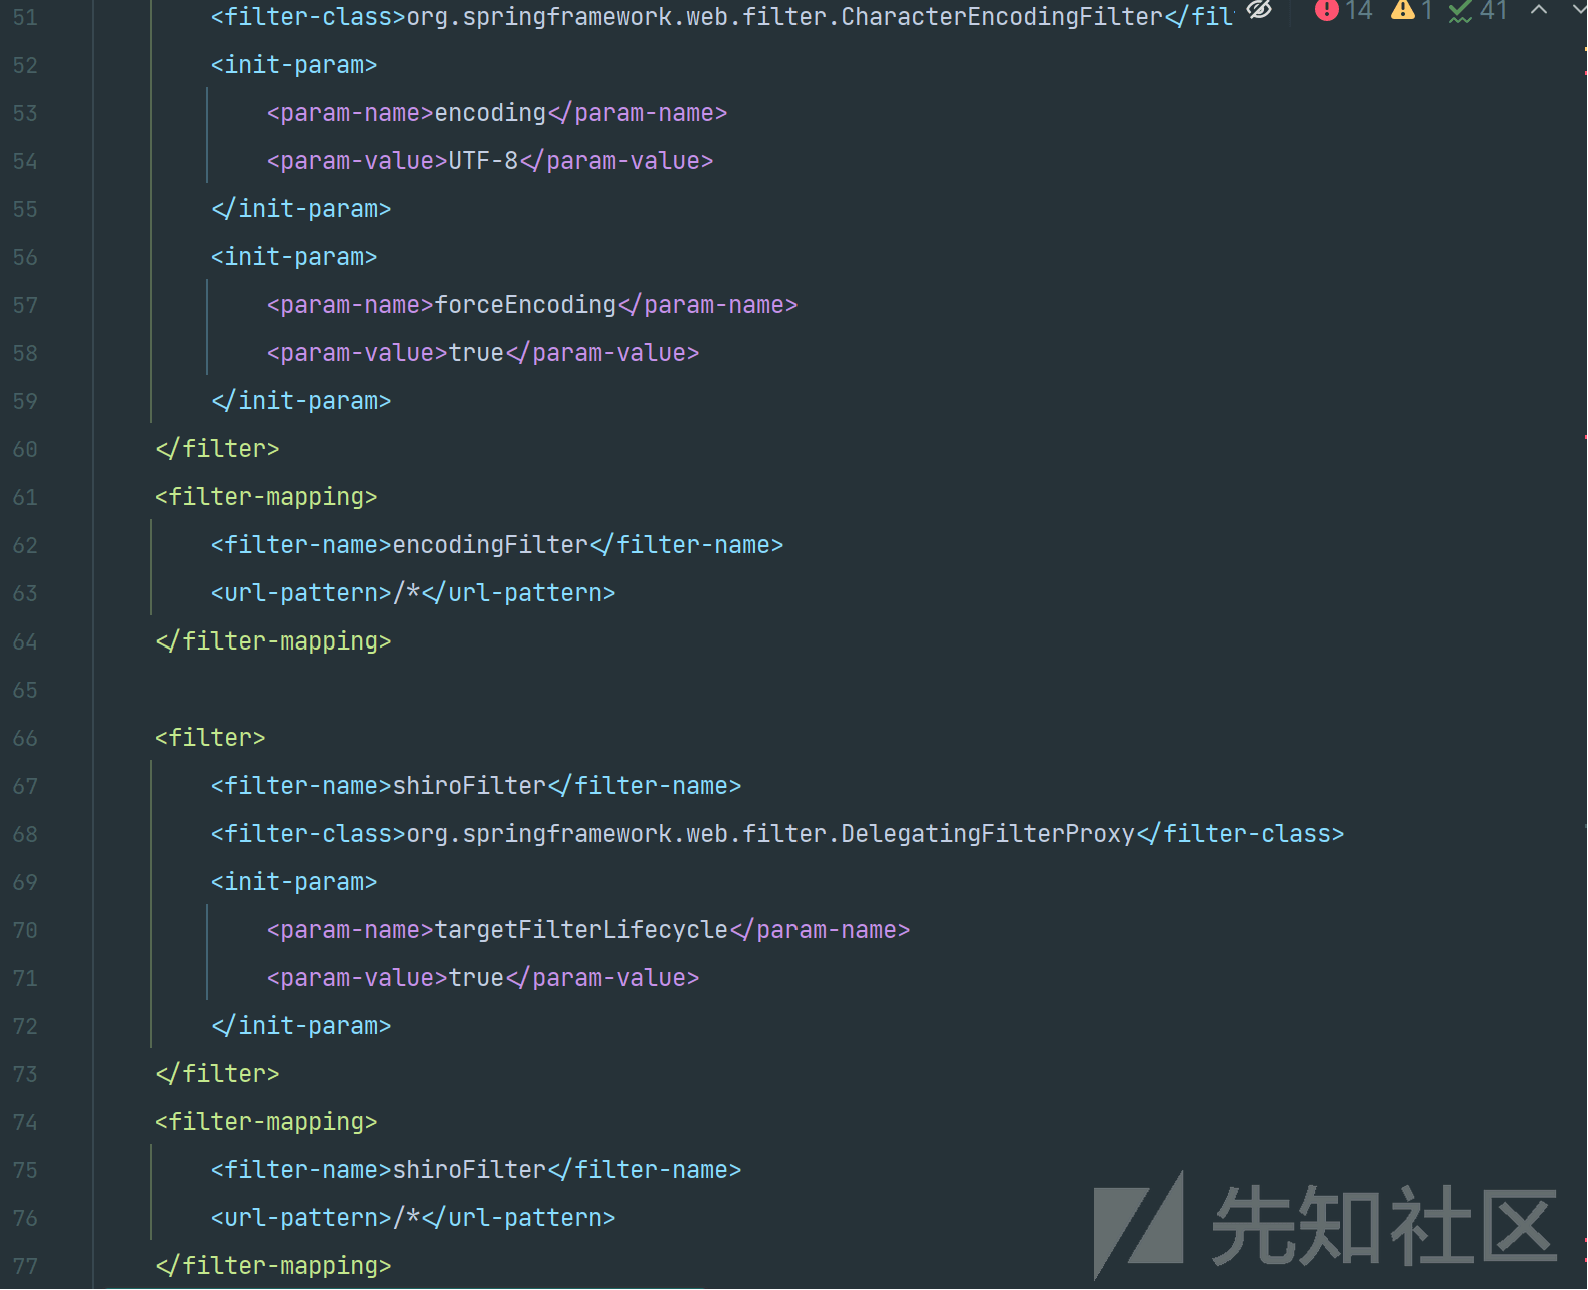 51 <filter-class>org.springframework.web.filter.CharacterEncodingFilter</filt 14 1 41
52 <init-param>
53 <param-name>encoding</param-name>
54 <param-value>UTF-8</param-value>
55 </init-param>
56 <init-param>
57 <param-name>forceEncoding</param-name>
58 <param-value>true</param-value>
59 </init-param>
60 </filter>
61 <filter-mapping>
62 <filter-name>encodingFilter</filter-name>
63 <url-pattern>/*</url-pattern>
64 </filter-mapping>
65
66 <filter>
67 <filter-name>shiroFilter</filter-name>
68 <filter-class>org.springframework.web.filter.DelegatingFilterProxy</filter-class>
69 <init-param>
70 <param-name>targetFilterLifecycle</param-name>
71 <param-value>true</param-value>
72 </init-param>
73 </filter>
74 <filter-mapping>
75 <filter-name>shiroFilter</filter-name>
76 <url-pattern>/*</url-pattern>
77 </filter-mapping>
先知社区